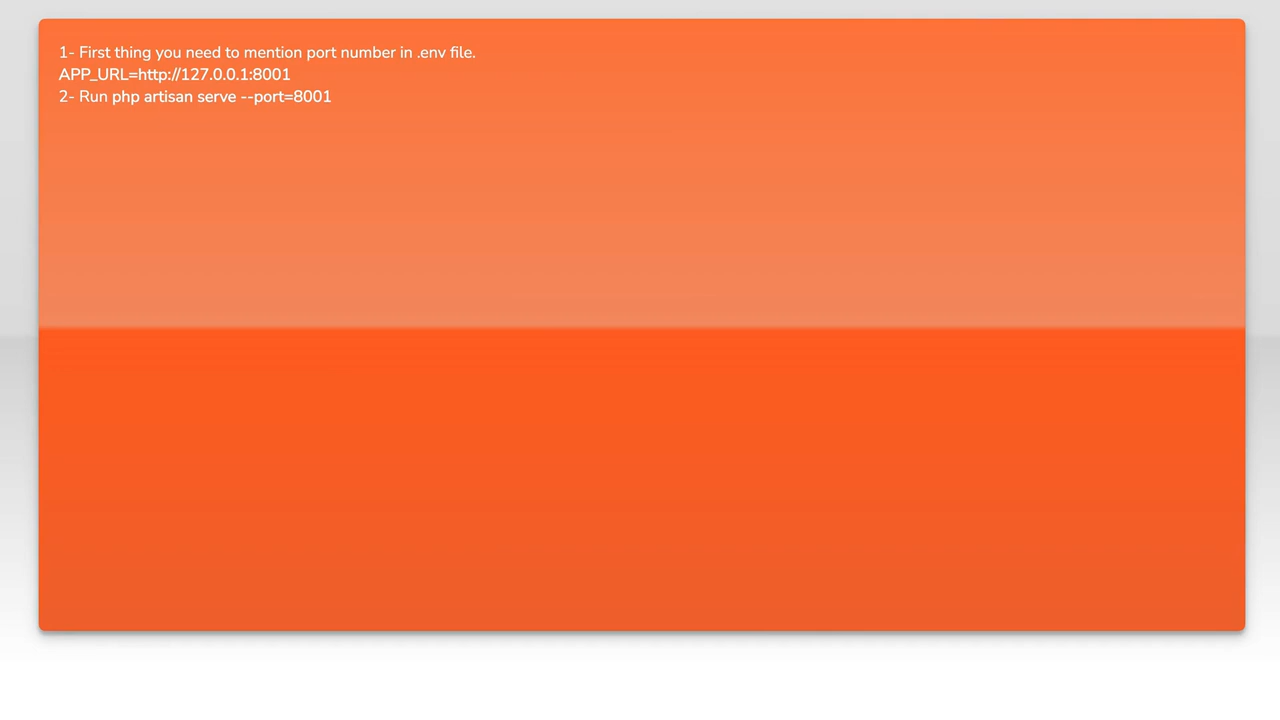 1- First thing you need to mention port number in .env file.
APP_URL=http://127.0.0.1:8001
2- Run php artisan serve --port=8001